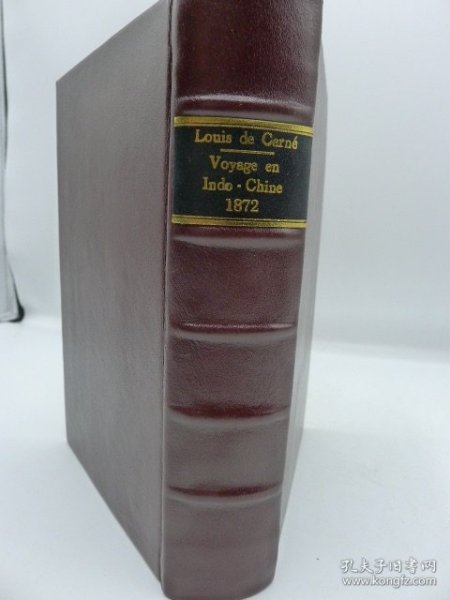 Louis de Carné
Voyage en
Indo - Chine
1872
孔夫子旧书网
www.kongfz.com